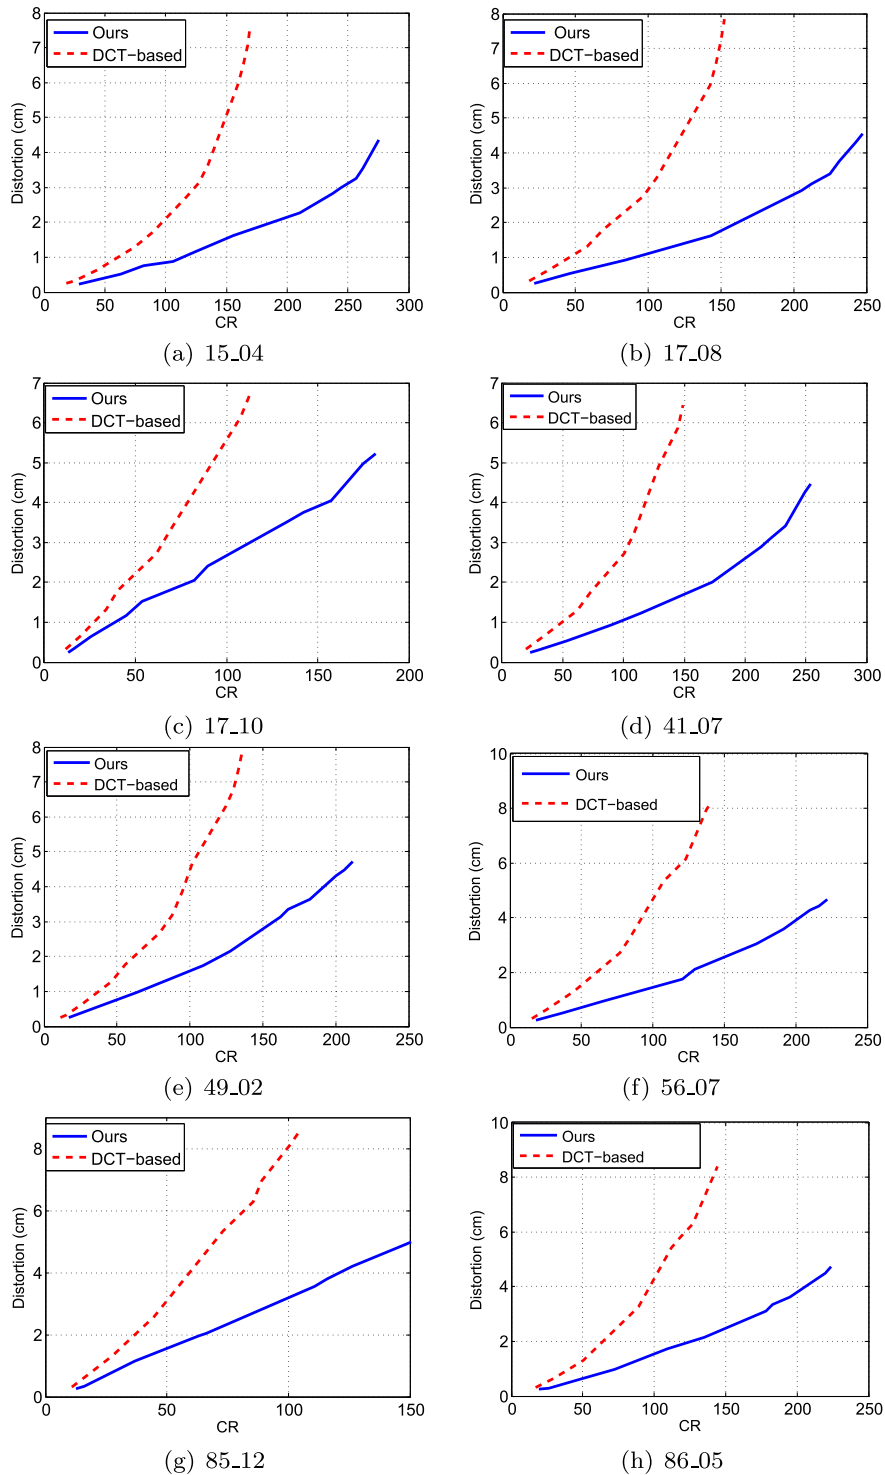 8
7
6
5
4
3
2
1
0
Distortion (cm)
Ours
DCT−based
0 50 100 150 200 250 300
CR
(a) 15_04
8
7
6
5
4
3
2
1
0
Distortion (cm)
Ours
DCT−based
0 50 100 150 200 250
CR
(b) 17_08
7
6
5
4
3
2
1
0
Distortion (cm)
Ours
DCT−based
0 50 100 150 200
CR
(c) 17_10
7
6
5
4
3
2
1
0
Distortion (cm)
Ours
DCT−based
0 50 100 150 200 250 300
CR
(d) 41_07
8
7
6
5
4
3
2
1
0
Distortion (cm)
Ours
DCT−based
0 50 100 150 200 250
CR
(e) 49_02
10
8
6
4
2
0
Distortion (cm)
Ours
DCT−based
0 50 100 150 200 250
CR
(f) 56_07
8
6
4
2
0
Distortion (cm)
Ours
DCT−based
0 50 100 150
CR
(g) 85_12
10
8
6
4
2
0
Distortion (cm)
Ours
DCT−based
0 50 100 150 200 250
CR
(h) 86_05